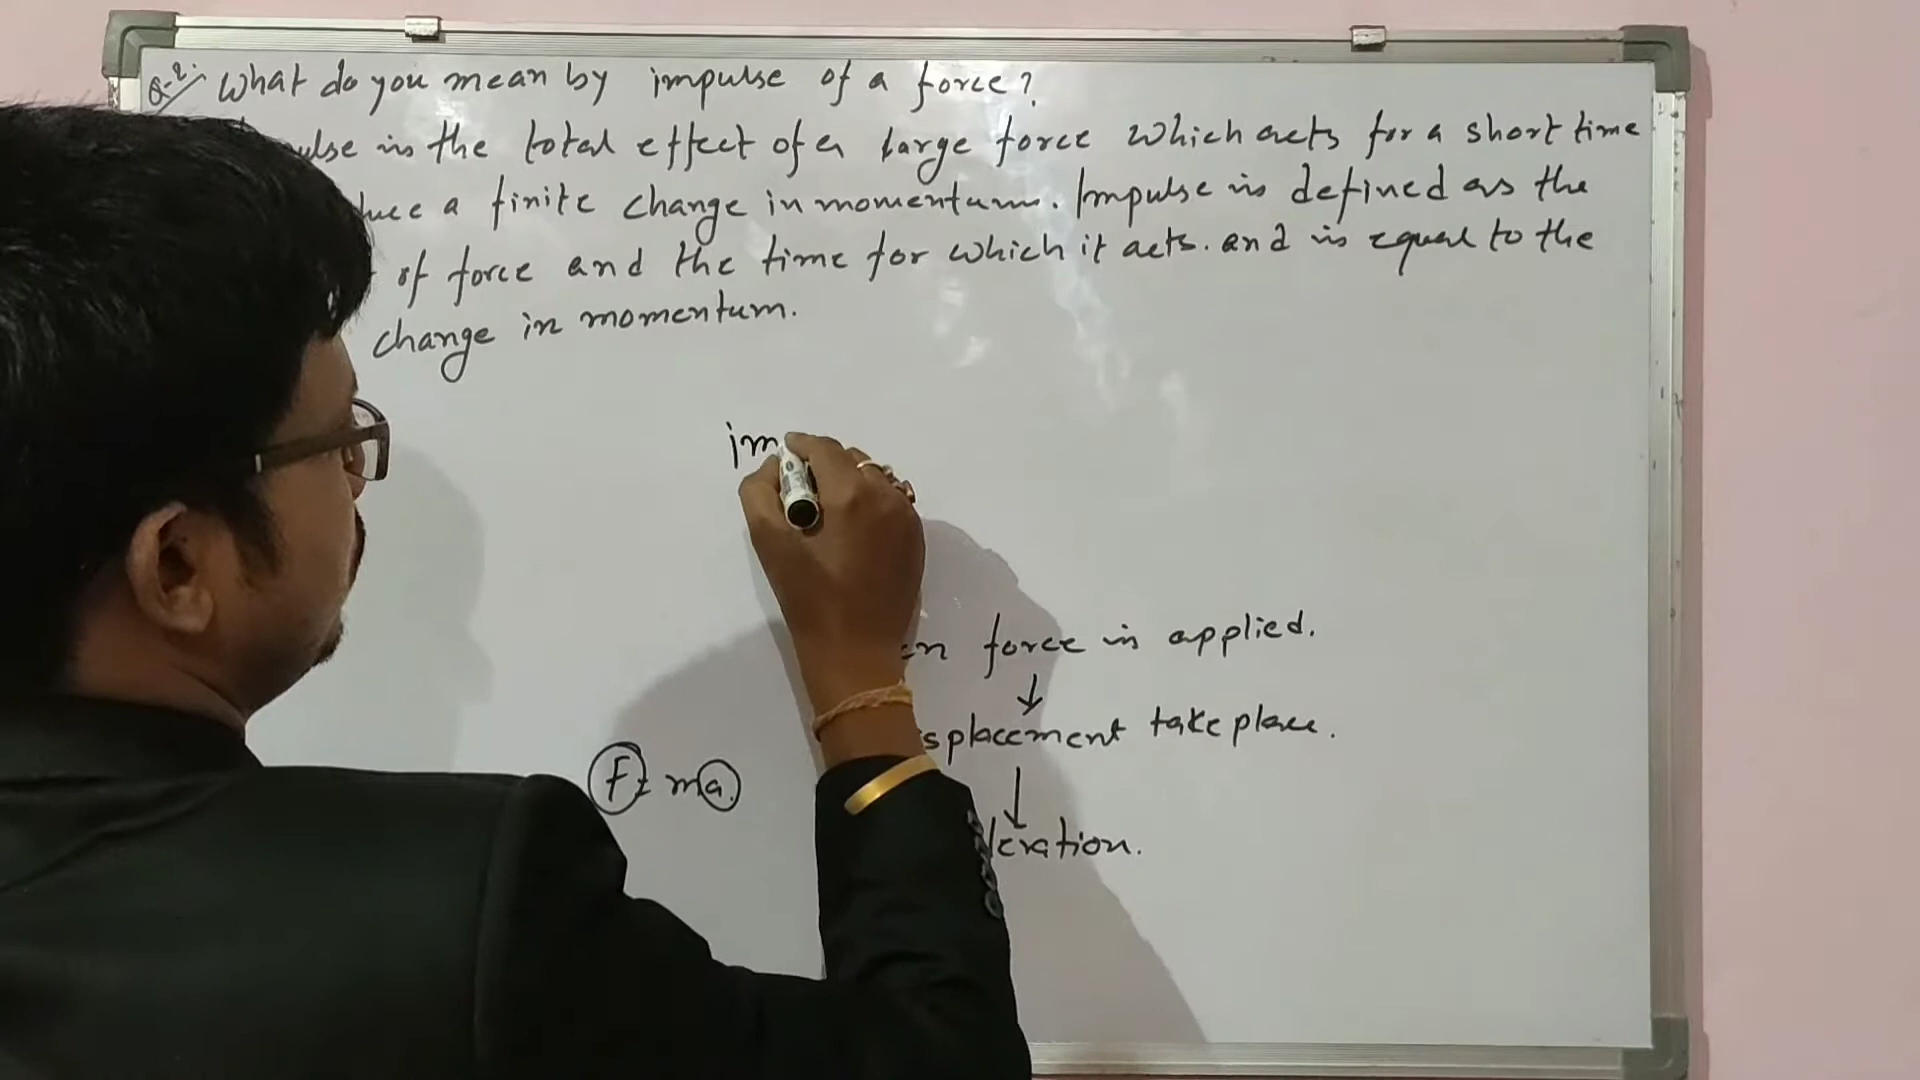 Q-2. What do you mean by impulse of a force?
is the total effect of a large force which acts for a short time
a finite change in momentum. Impulse is defined as the
of force and the time for which it acts. and is equal to the
change in momentum.
im
force is applied.
↓
take place.
↓
F = ma.